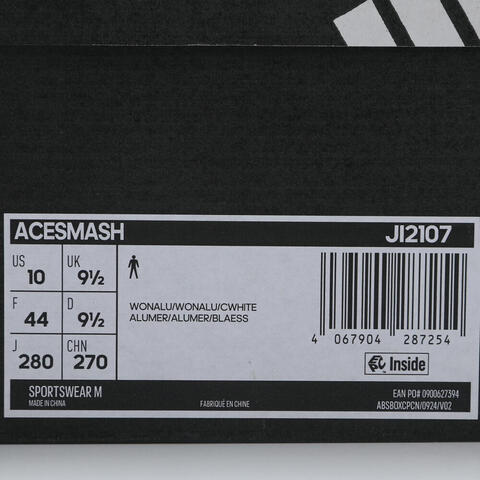 ACESMASH JI2107
US 10 UK 9½
F 44 D 9½
J 280 CHN 270
WONALU/WONALU/CWHITE
ALUMER/ALUMER/BLAESS
4 067904 287254
Inside
SPORTSWEAR M
MADE IN CHINA
FABRIQUÉ EN CHINE
EAN PO# 0900627394
ABSBOXCPCN/0924/V02